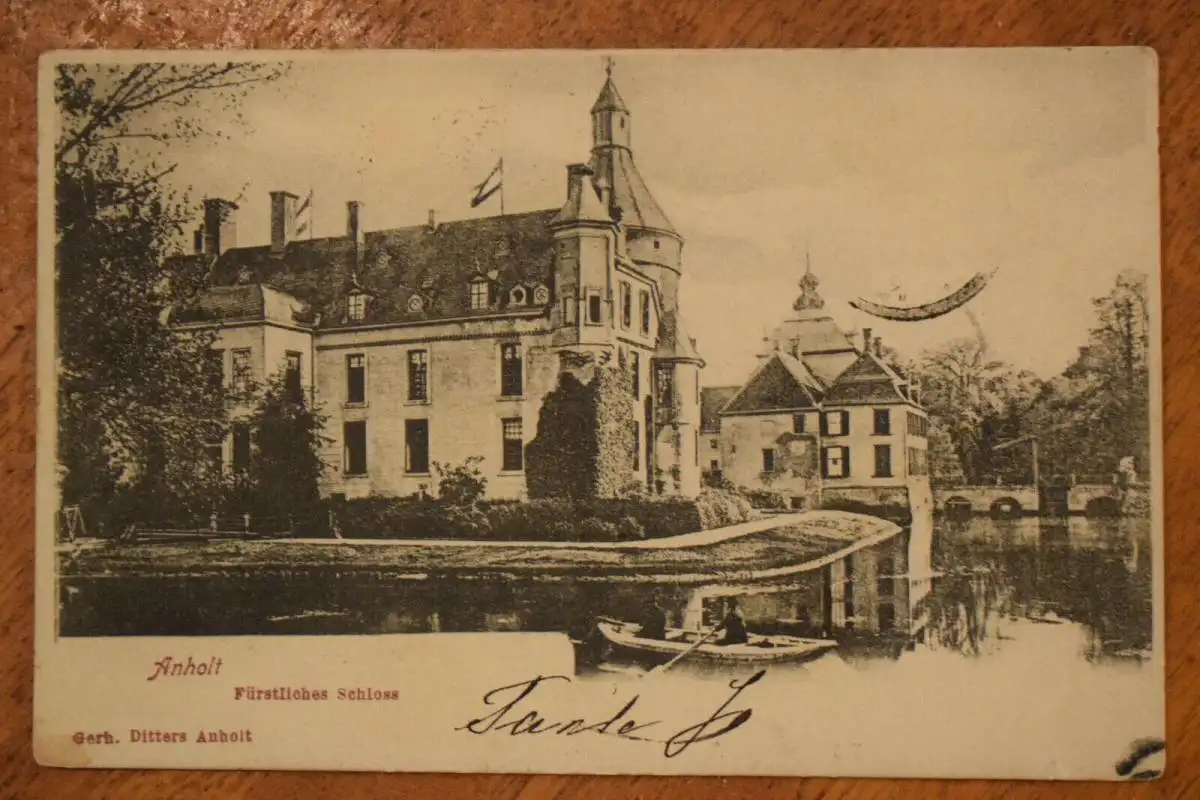 Anholt
Fürstliches Schloss
Gerh. Ditters Anholt
Tante